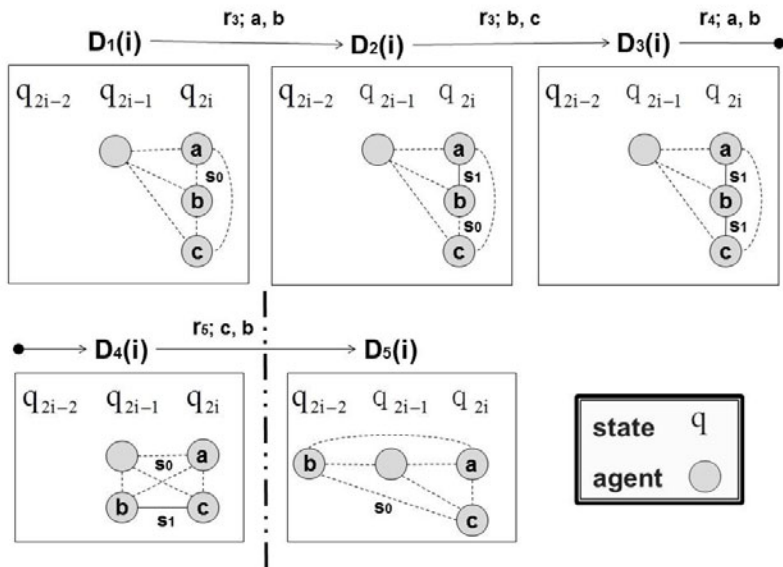 r3; a, b r3; b, c r4; a, b
D1(i) D2(i) D3(i)
q2i−2 q2i−1 q2i q2i−2 q2i−1 q2i q2i−2 q2i−1 q2i
a a a
s0 s1 s1
b b b
s0 s1
c c c
r5; c, b
D4(i) D5(i)
q2i−2 q2i−1 q2i q2i−2 q2i−1 q2i
s0 a b a
b s1 c s0 c
state q
agent